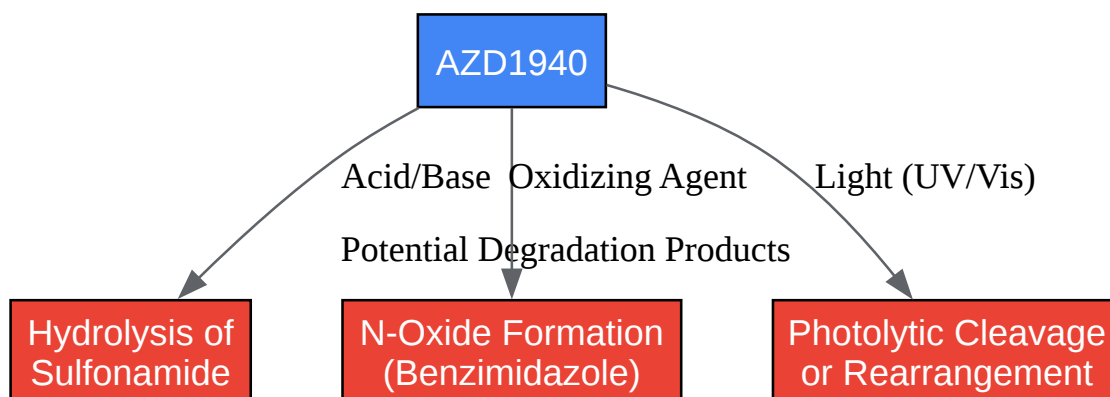 AZD1940
Acid/Base
Oxidizing Agent
Light (UV/Vis)
Potential Degradation Products
Hydrolysis of
Sulfonamide
N-Oxide Formation
(Benzimidazole)
Photolytic Cleavage
or Rearrangement